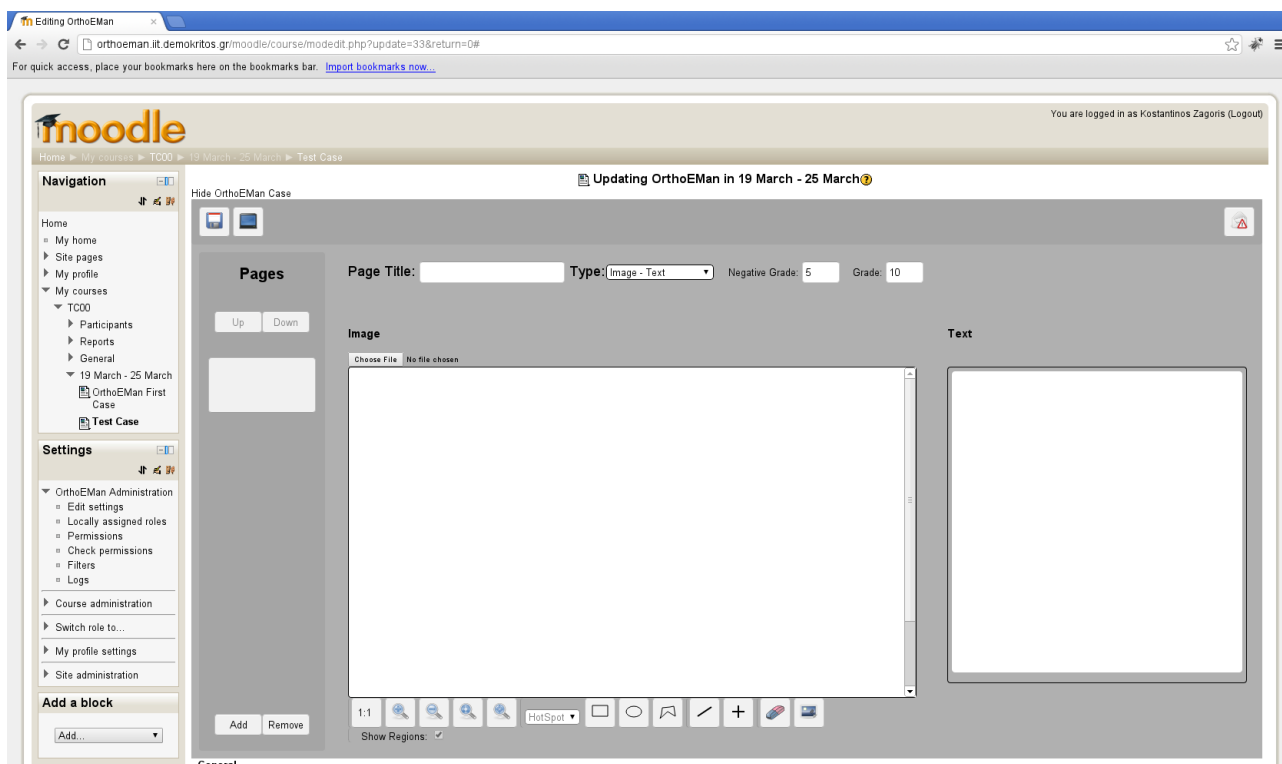 Editing OrthoEMan
orthoeman.iit.demokritos.gr/moodle/course/modedit.php?update=33&return=0#
For quick access, place your bookmarks here on the bookmarks bar. Import bookmarks now...
moodle
You are logged in as Kostantinos Zagoris (Logout)
Home ► My courses ► TC00 ► 19 March - 25 March ► Test Case
Navigation
Home
My home
Site pages
My profile
My courses
TC00
Participants
Reports
General
19 March - 25 March
OrthoEMan First
Case
Test Case
Settings
OrthoEMan Administration
Edit settings
Locally assigned roles
Permissions
Check permissions
Filters
Logs
Course administration
Switch role to...
My profile settings
Site administration
Add a block
Add...
Updating OrthoEMan in 19 March - 25 March
Hide OrthoEMan Case
Pages
Up Down
Add Remove
Page Title: Type: Image - Text Negative Grade: 5 Grade: 10
Image
Choose File No file chosen
1:1 HotSpot
Show Regions:
Text
General